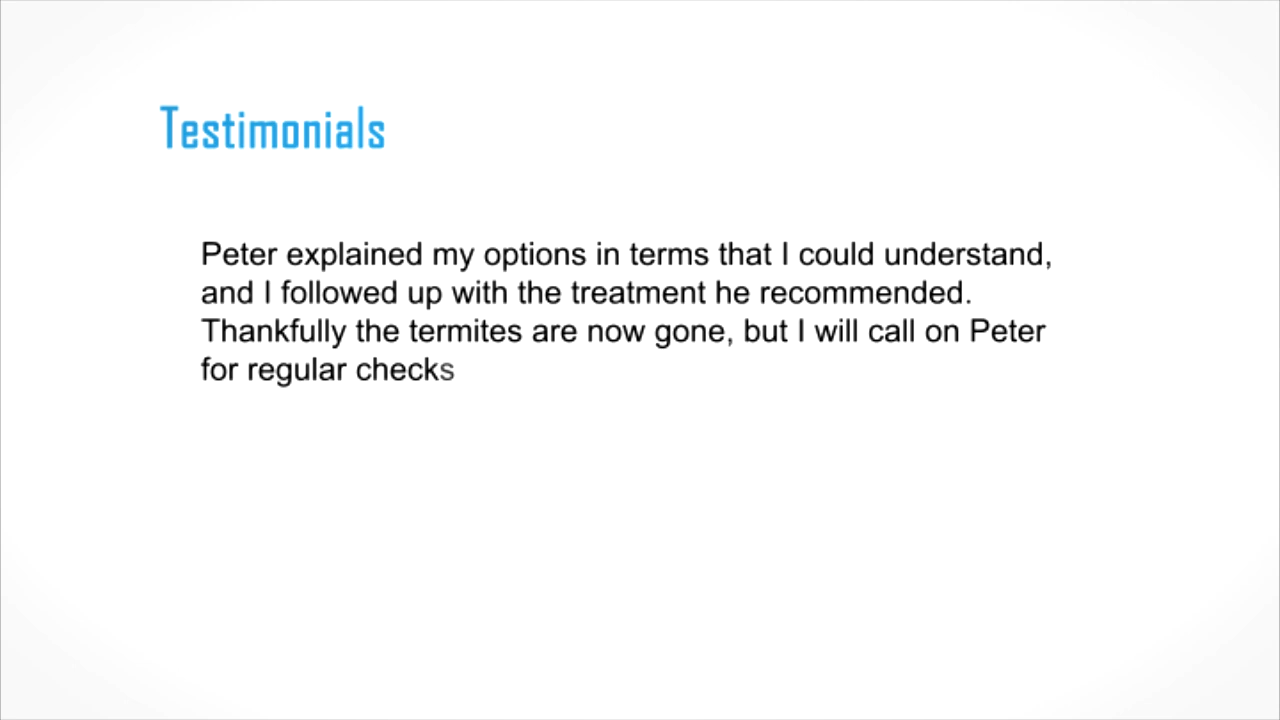 Testimonials
Peter explained my options in terms that I could understand,
and I followed up with the treatment he recommended.
Thankfully the termites are now gone, but I will call on Peter
for regular checks